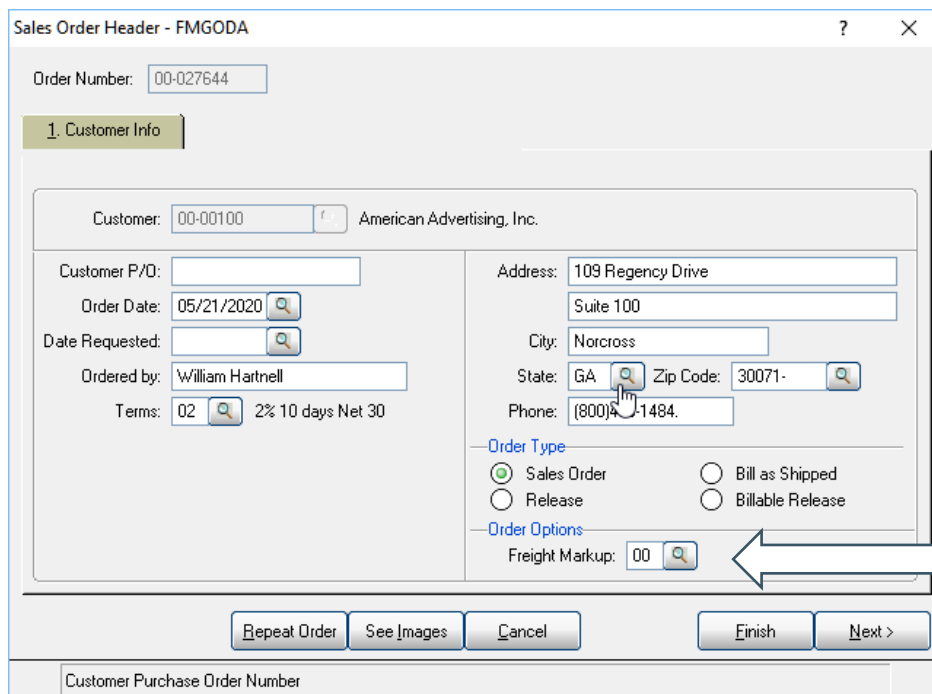 Sales Order Header - FMGODA ?
Order Number: 00-027644
1. Customer Info
Customer: 00-00100 American Advertising, Inc.
Customer P/O:
Order Date: 05/21/2020
Date Requested:
Ordered by: William Hartnell
Terms: 02 2% 10 days Net 30
Address: 109 Regency Drive
Suite 100
City: Norcross
State: GA Zip Code: 30071-
Phone: (800)4 -1484.
Order Type
Sales Order Bill as Shipped
Release Billable Release
Order Options
Freight Markup: 00
Repeat Order See Images Cancel Finish Next >
Customer Purchase Order Number